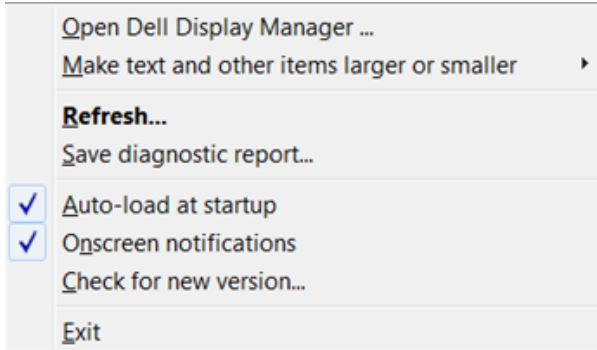 Open Dell Display Manager ...
Make text and other items larger or smaller
Refresh...
Save diagnostic report...
Auto-load at startup
Onscreen notifications
Check for new version...
Exit